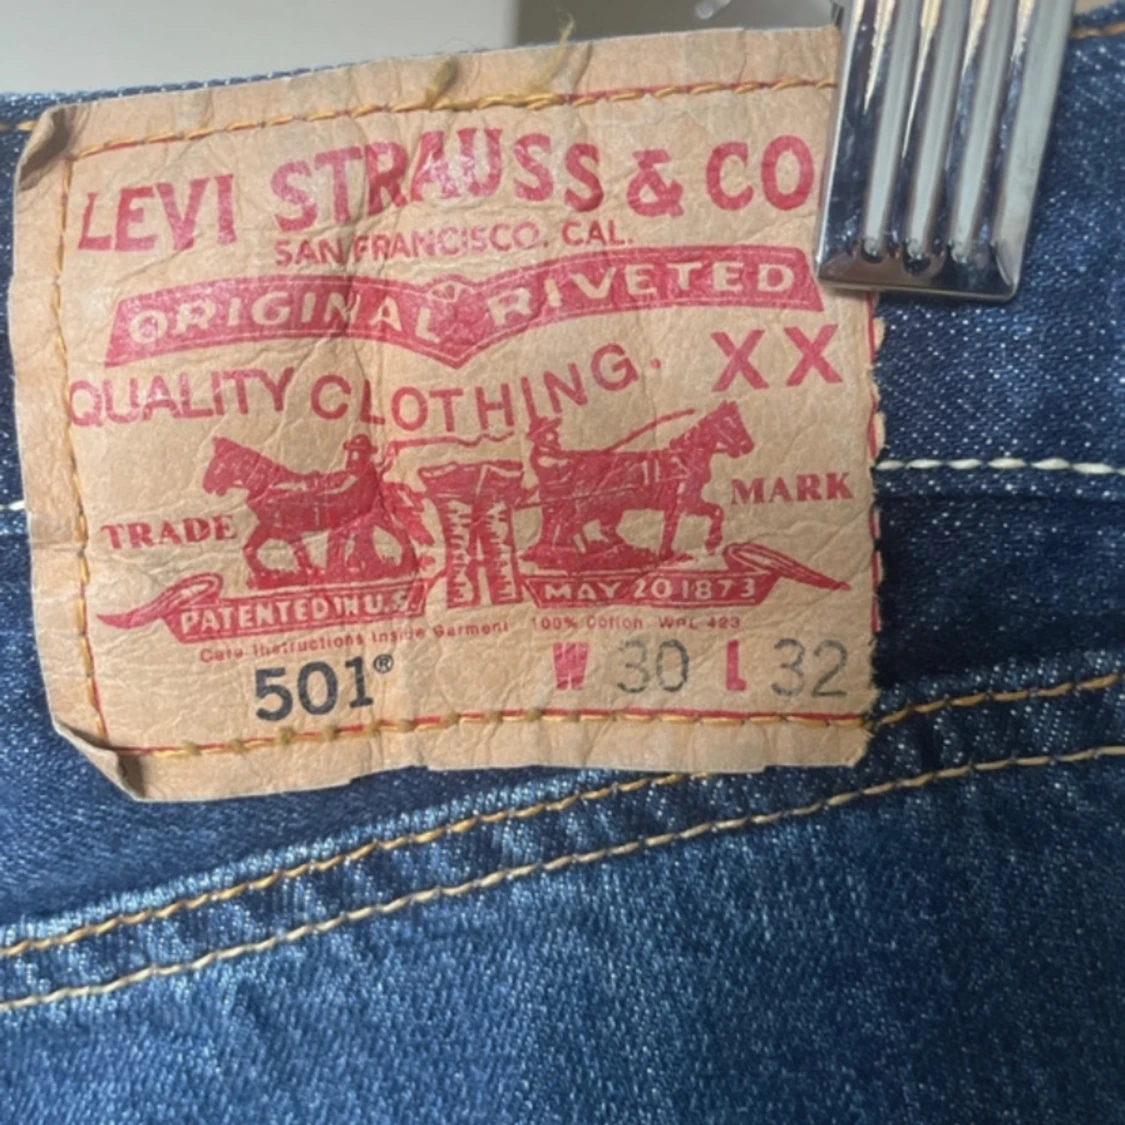 LEVI STRAUSS & CO
SAN FRANCISCO. CAL.
ORIGINAL RIVETED
QUALITY CLOTHING. XX
TRADE MARK
PATENTED IN U.S. MAY 20 1873
Care Instructions Inside Garment 100% Cotton WPL 423
501® W 30 L 32